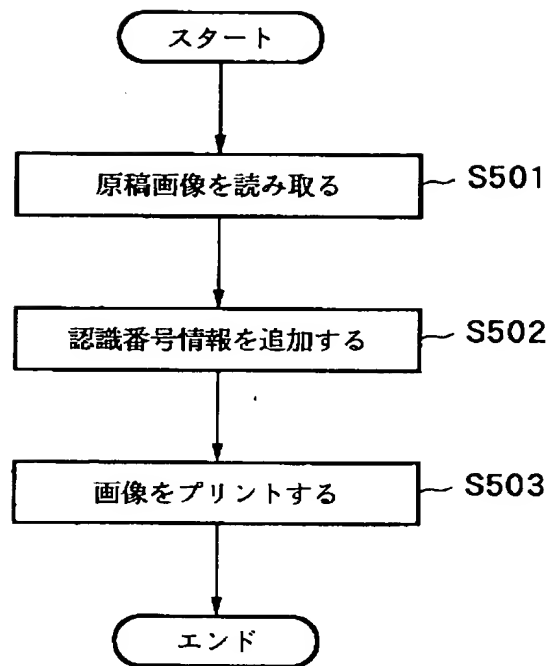 スタート
原稿画像を読み取る
S501
認識番号情報を追加する
S502
画像をプリントする
S503
エンド